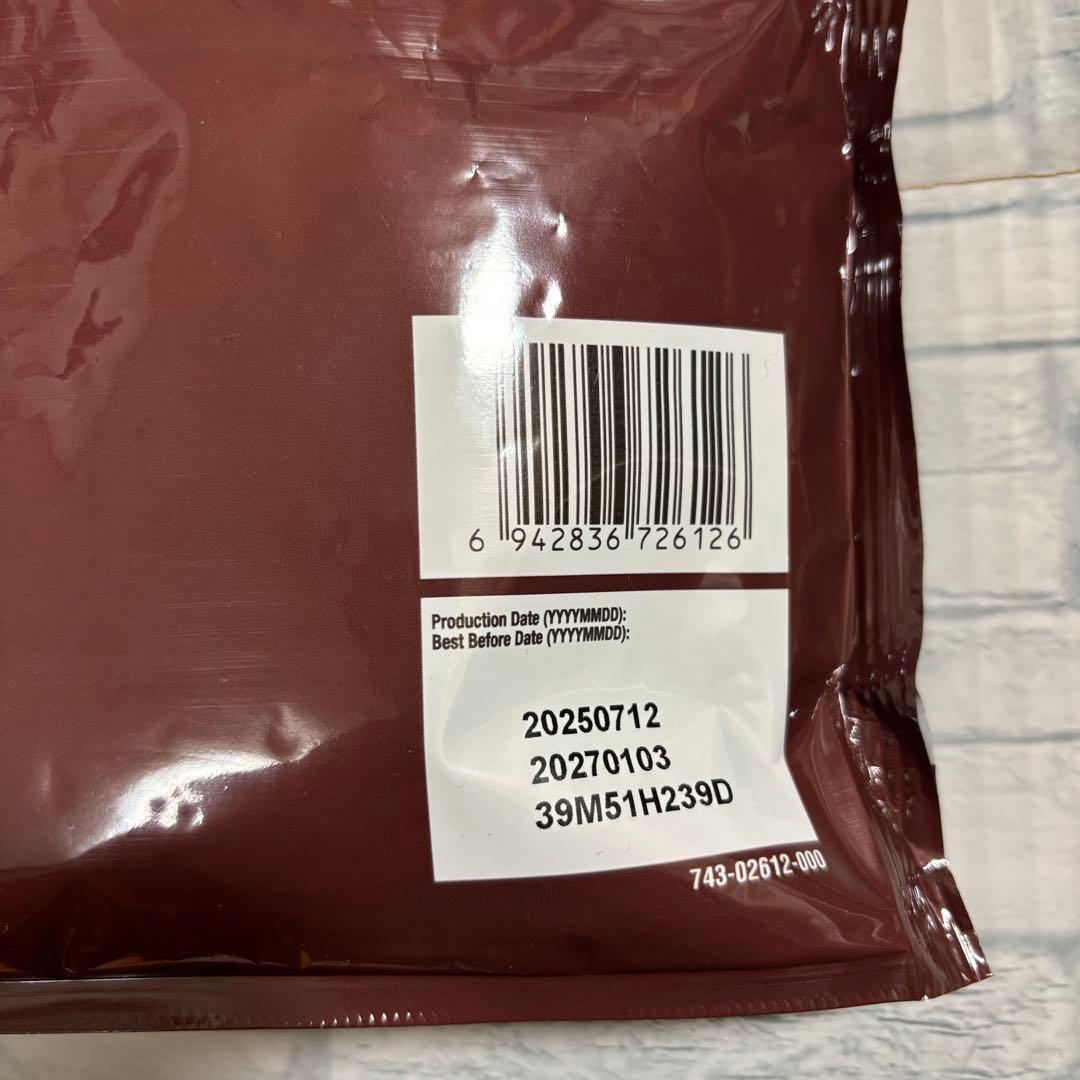 6 942836 726126
Production Date (YYYYMMDD):
Best Before Date (YYYYMMDD):
20250712
20270103
39M51H239D
743-02612-000